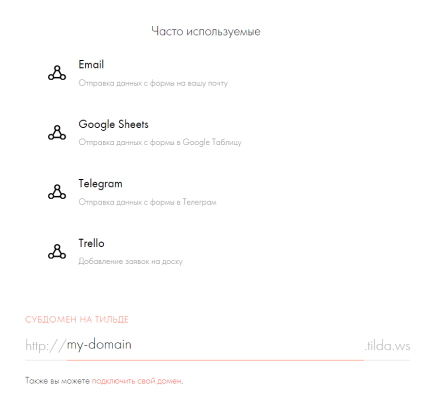 Часто используемые
Email
Отправка данных с формы на вашу почту
Google Sheets
Отправка данных с формы в Google Таблицу
Telegram
Отправка данных с формы в Телеграм
Trello
Добавление заявок на доску
СУБДОМЕН НА ТИЛЬДЕ
http://my-domain .tilda.ws
Также вы можете подключить свой домен.